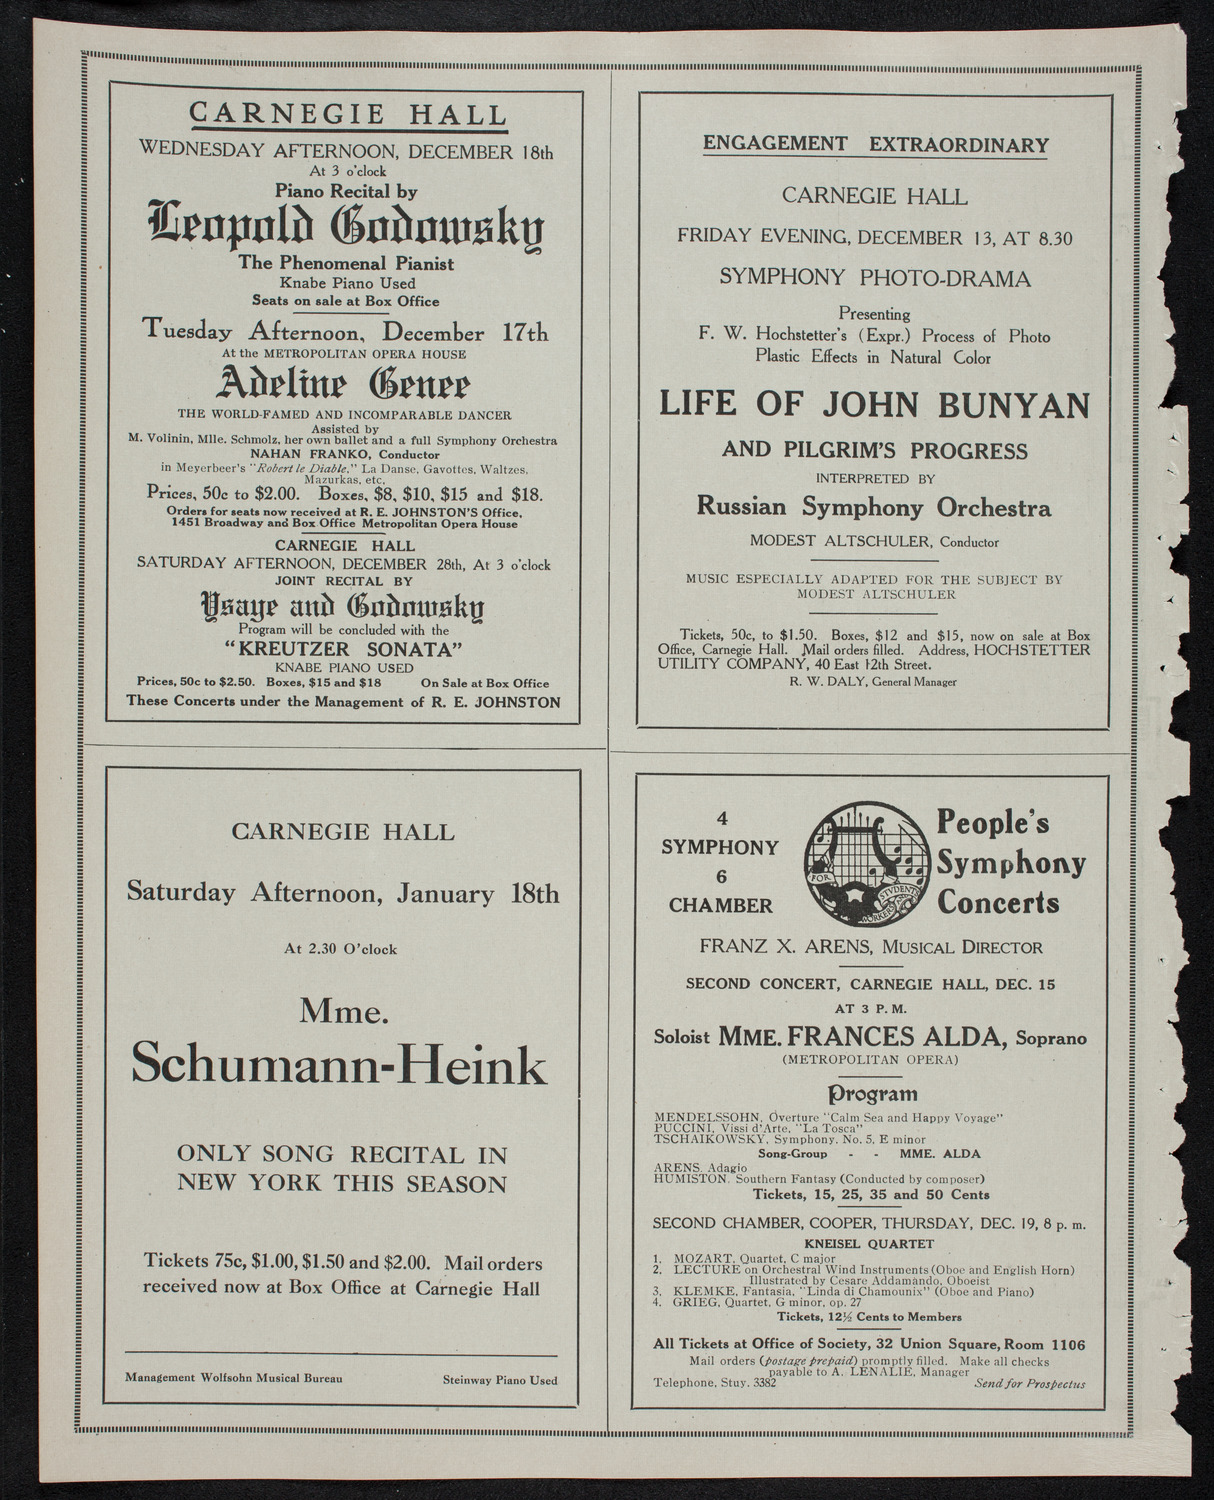 CARNEGIE HALL
WEDNESDAY AFTERNOON, DECEMBER 18th
At 3 o'clock
Piano Recital by
Leopold Godowsky
The Phenomenal Pianist
Knabe Piano Used
Seats on sale at Box Office
Tuesday Afternoon, December 17th
At the METROPOLITAN OPERA HOUSE
Adeline Genee
THE WORLD-FAMED AND INCOMPARABLE DANCER
Assisted by
M. Volinin, Mlle. Schmolz, her own ballet and a full Symphony Orchestra
NAHAN FRANKO, Conductor
in Meyerbeer's "Robert le Diable." La Danse, Gavottes, Waltzes,
Mazurkas, etc.
Prices, 50c to $2.00. Boxes, $8, $10, $15 and $18.
Orders for seats now received at R. E. JOHNSTON'S Office,
1451 Broadway and Box Office Metropolitan Opera House
CARNEGIE HALL
SATURDAY AFTERNOON, DECEMBER 28th, At 3 o'clock
JOINT RECITAL BY
Ysaye and Godowsky
Program will be concluded with the
"KREUTZER SONATA"
KNABE PIANO USED
Prices, 50c to $2.50. Boxes, $15 and $18 On Sale at Box Office
These Concerts under the Management of R. E. JOHNSTON
ENGAGEMENT EXTRAORDINARY
CARNEGIE HALL
FRIDAY EVENING, DECEMBER 13, AT 8.30
SYMPHONY PHOTO-DRAMA
Presenting
F. W. Hochstetter's (Expr.) Process of Photo
Plastic Effects in Natural Color
LIFE OF JOHN BUNYAN
AND PILGRIM'S PROGRESS
INTERPRETED BY
Russian Symphony Orchestra
MODEST ALTSCHULER, Conductor
MUSIC ESPECIALLY ADAPTED FOR THE SUBJECT BY
MODEST ALTSCHULER
Tickets, 50c, to $1.50. Boxes, $12 and $15, now on sale at Box
Office, Carnegie Hall. Mail orders filled. Address, HOCHSTETTER
UTILITY COMPANY, 40 East 12th Street.
R. W. DALY, General Manager
CARNEGIE HALL
Saturday Afternoon, January 18th
At 2.30 O'clock
Mme.
Schumann-Heink
ONLY SONG RECITAL IN
NEW YORK THIS SEASON
Tickets 75c, $1.00, $1.50 and $2.00. Mail orders
received now at Box Office at Carnegie Hall
Management Wolfsohn Musical Bureau Steinway Piano Used
4
SYMPHONY
6
CHAMBER
FOR
STUDENTS
AND
WORKERS
People's
Symphony
Concerts
FRANZ X. ARENS, MUSICAL DIRECTOR
SECOND CONCERT, CARNEGIE HALL, DEC. 15
AT 3 P. M.
Soloist MME. FRANCES ALDA, Soprano
(METROPOLITAN OPERA)
Program
MENDELSSOHN, Overture "Calm Sea and Happy Voyage"
PUCCINI, Vissi d'Arte, "La Tosca"
TSCHAIKOWSKY, Symphony, No. 5, E minor
Song-Group - - MME. ALDA
ARENS, Adagio
HUMISTON, Southern Fantasy (Conducted by composer)
Tickets, 15, 25, 35 and 50 Cents
SECOND CHAMBER, COOPER, THURSDAY, DEC. 19, 8 p. m.
KNEISEL QUARTET
1. MOZART, Quartet, C major
2. LECTURE on Orchestral Wind Instruments (Oboe and English Horn)
Illustrated by Cesare Addamando, Oboeist
3. KLEMKE, Fantasia, "Linda di Chamounix" (Oboe and Piano)
4. GRIEG, Quartet, G minor, op. 27
Tickets, 12½ Cents to Members
All Tickets at Office of Society, 32 Union Square, Room 1106
Mail orders (postage prepaid) promptly filled. Make all checks
payable to A. LENALIE, Manager
Telephone, Stuy. 3382 Send for Prospectus